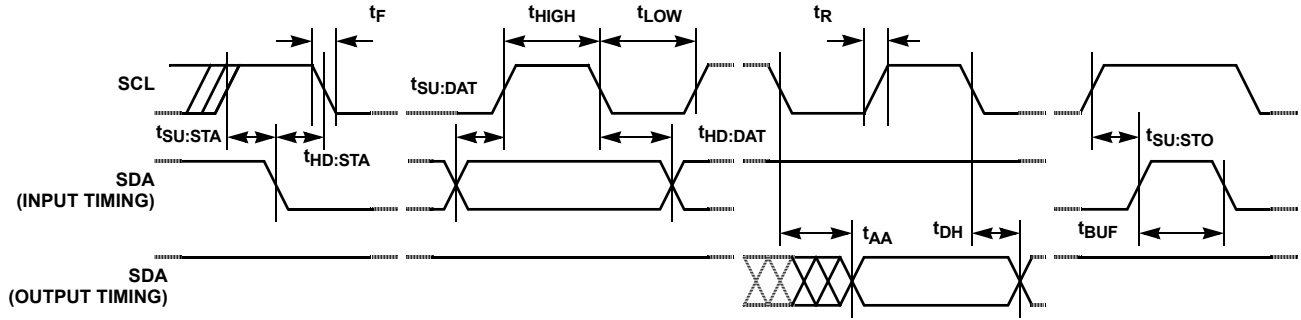 tF
tHIGH
tLOW
tR
SCL
tSU:DAT
tSU:STA
tHD:STA
tHD:DAT
tSU:STO
SDA
(INPUT TIMING)
tAA
tDH
tBUF
SDA
(OUTPUT TIMING)